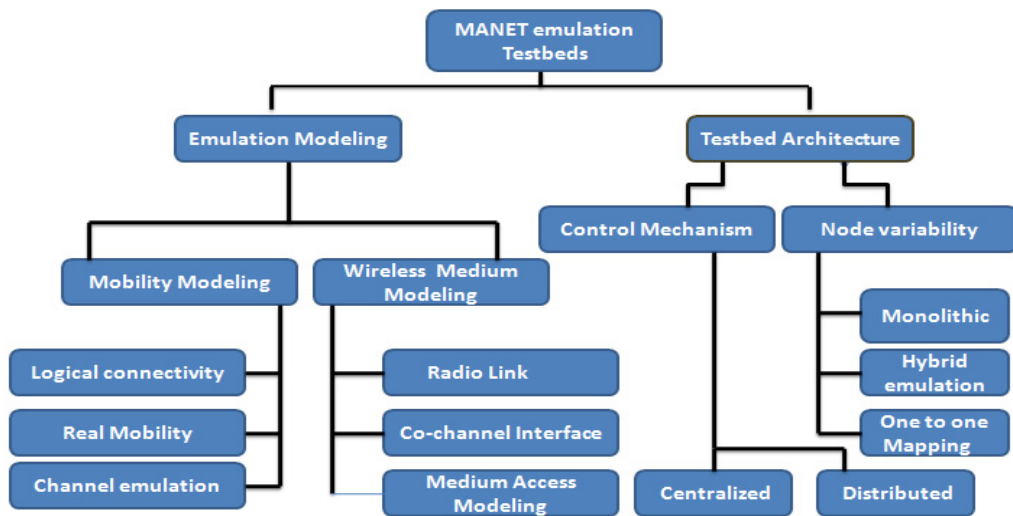 MANET emulation
Testbeds
Emulation Modeling
Testbed Architecture
Control Mechanism
Node variability
Mobility Modeling
Wireless Medium
Modeling
Monolithic
Logical connectivity
Radio Link
Hybrid
emulation
Real Mobility
Co-channel Interface
One to one
Mapping
Channel emulation
Medium Access
Modeling
Centralized
Distributed